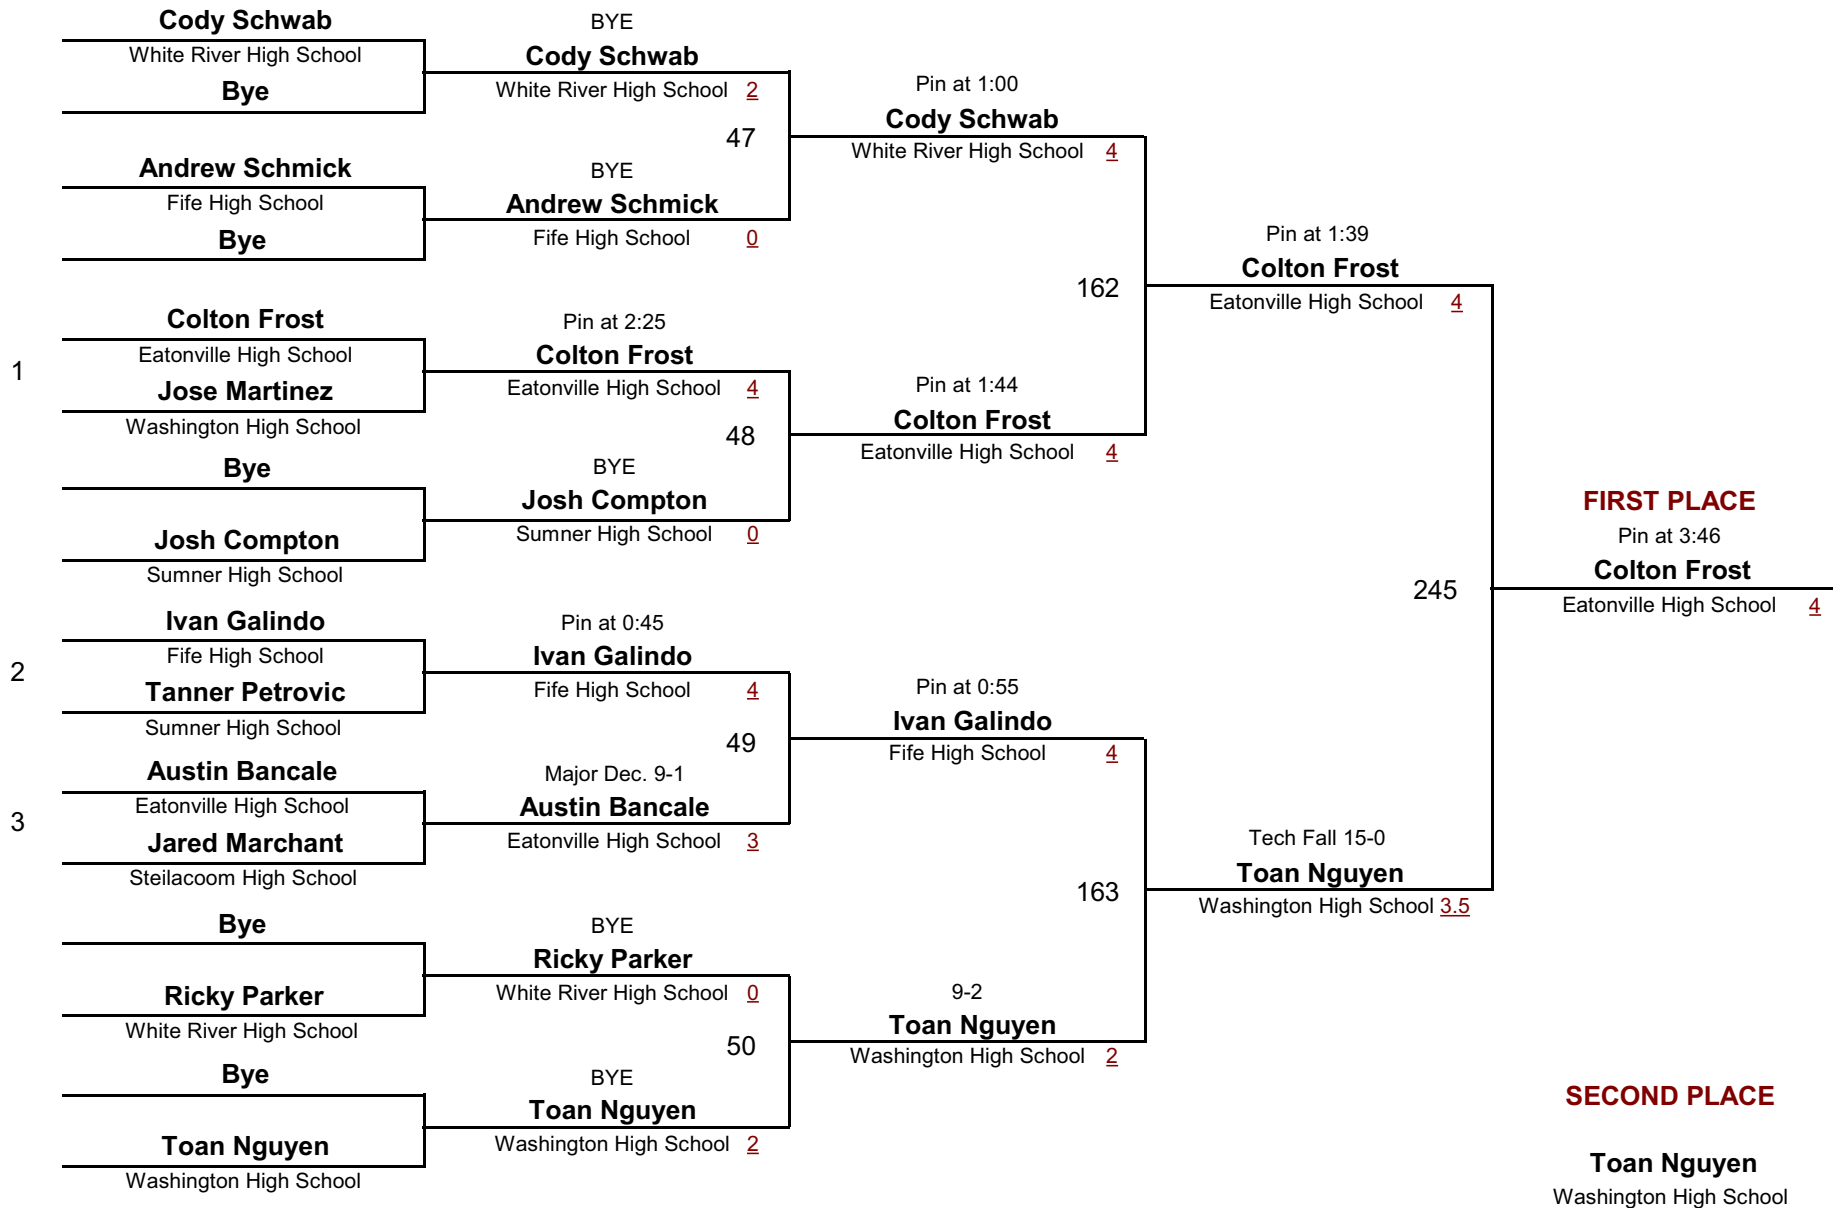 Cody Schwab
White River High School
Bye
Andrew Schmick
Fife High School
Bye
1
Colton Frost
Eatonville High School
Jose Martinez
Washington High School
Bye
Josh Compton
Sumner High School
2
Ivan Galindo
Fife High School
Tanner Petrovic
Sumner High School
3
Austin Bancale
Eatonville High School
Jared Marchant
Steilacoom High School
Bye
Ricky Parker
White River High School
Bye
Toan Nguyen
Washington High School
BYE
Cody Schwab
White River High School 2
47
BYE
Andrew Schmick
Fife High School 0
Pin at 2:25
Colton Frost
Eatonville High School 4
48
BYE
Josh Compton
Sumner High School 0
Pin at 0:45
Ivan Galindo
Fife High School 4
49
Major Dec. 9-1
Austin Bancale
Eatonville High School 3
BYE
Ricky Parker
White River High School 0
50
BYE
Toan Nguyen
Washington High School 2
Pin at 1:00
Cody Schwab
White River High School 4
162
Pin at 1:44
Colton Frost
Eatonville High School 4
Pin at 0:55
Ivan Galindo
Fife High School 4
163
9-2
Toan Nguyen
Washington High School 2
Pin at 1:39
Colton Frost
Eatonville High School 4
245
Tech Fall 15-0
Toan Nguyen
Washington High School 3.5
FIRST PLACE
Pin at 3:46
Colton Frost
Eatonville High School 4
SECOND PLACE
Toan Nguyen
Washington High School